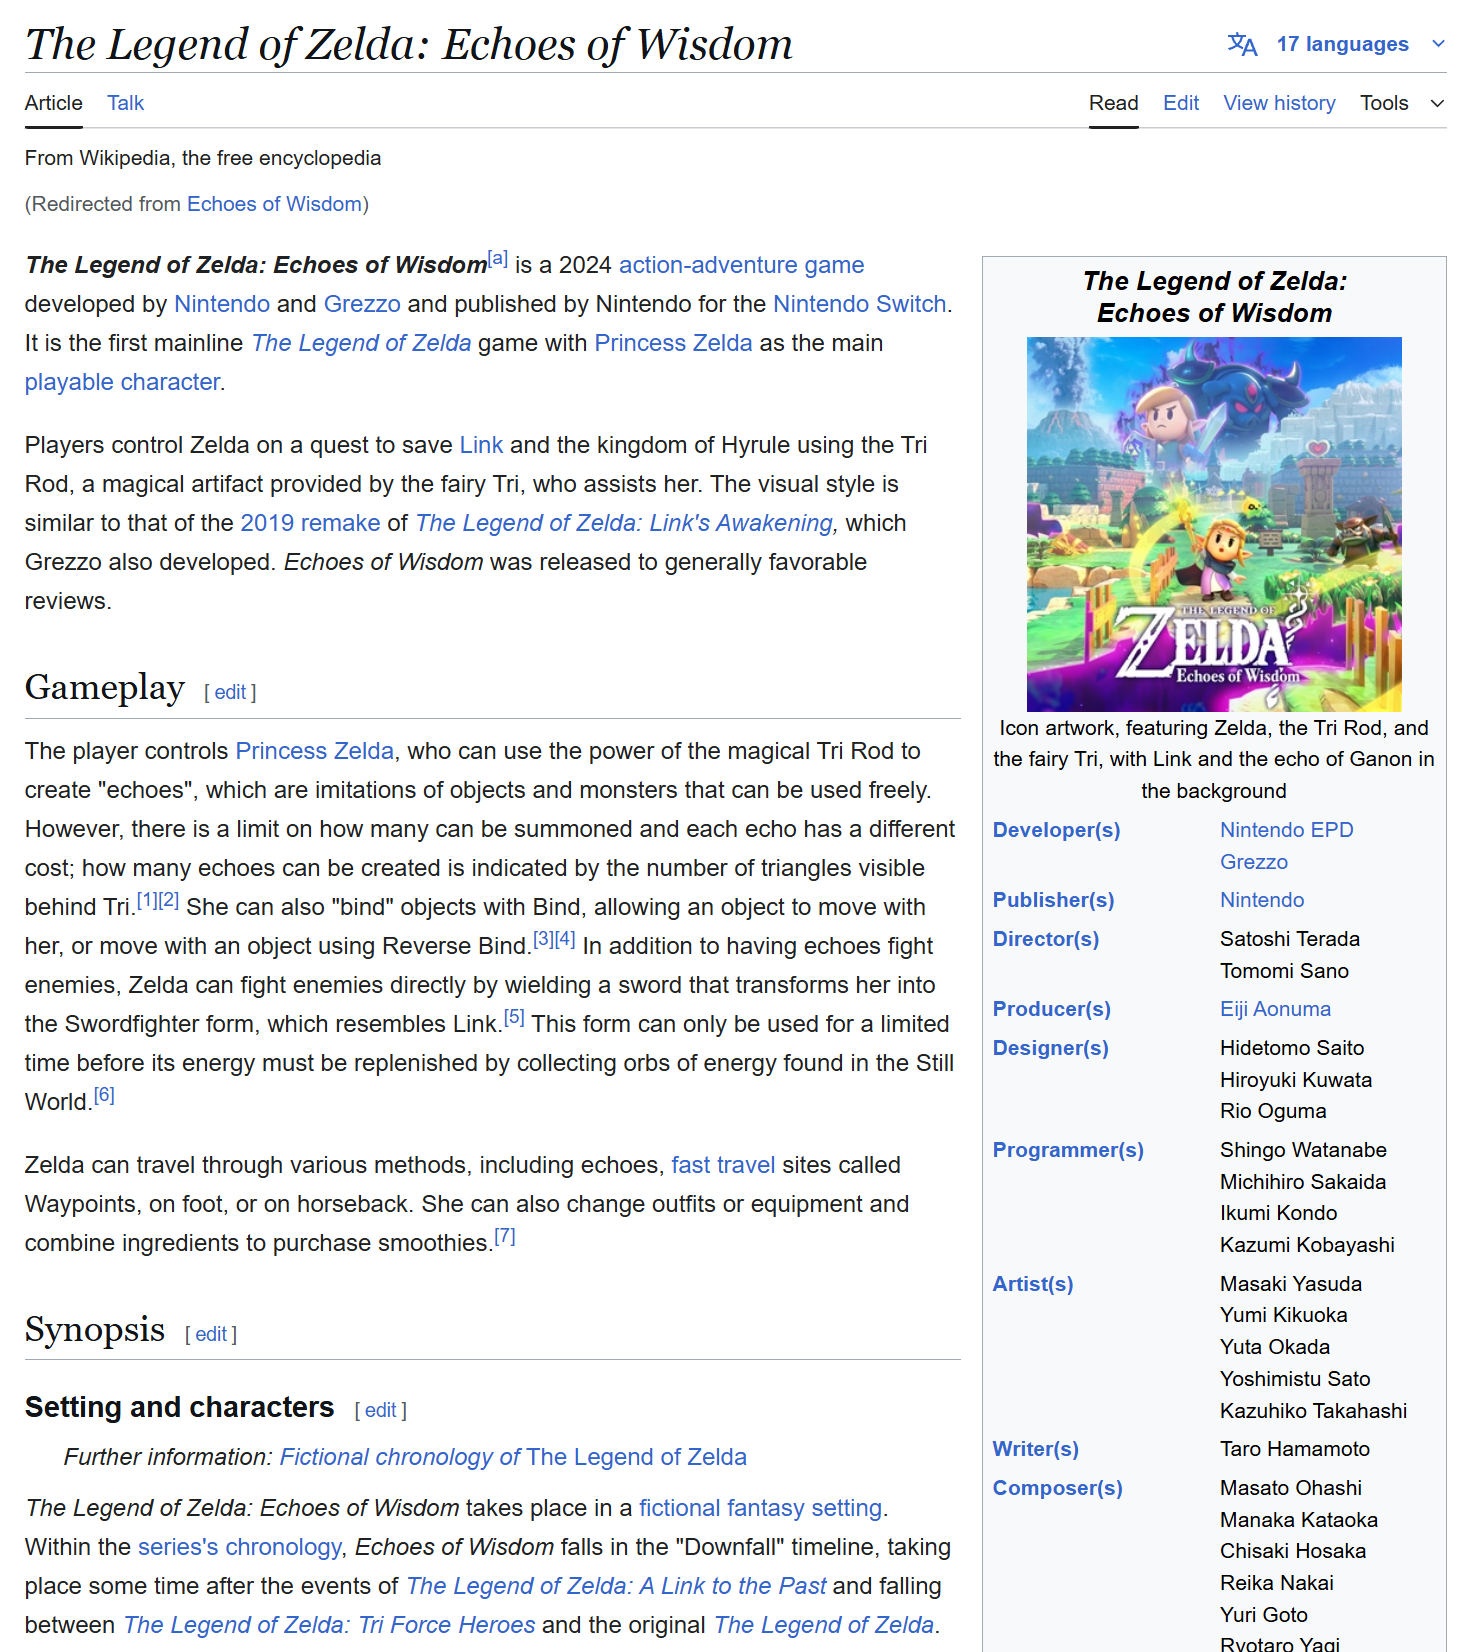 The Legend of Zelda: Echoes of Wisdom
17 languages
Article Talk
Read Edit View history Tools
From Wikipedia, the free encyclopedia
(Redirected from Echoes of Wisdom)
The Legend of Zelda: Echoes of Wisdom[a] is a 2024 action-adventure game
developed by Nintendo and Grezzo and published by Nintendo for the Nintendo Switch.
It is the first mainline The Legend of Zelda game with Princess Zelda as the main
playable character.
Players control Zelda on a quest to save Link and the kingdom of Hyrule using the Tri
Rod, a magical artifact provided by the fairy Tri, who assists her. The visual style is
similar to that of the 2019 remake of The Legend of Zelda: Link's Awakening, which
Grezzo also developed. Echoes of Wisdom was released to generally favorable
reviews.
Gameplay [ edit ]
The player controls Princess Zelda, who can use the power of the magical Tri Rod to
create "echoes", which are imitations of objects and monsters that can be used freely.
However, there is a limit on how many can be summoned and each echo has a different
cost; how many echoes can be created is indicated by the number of triangles visible
behind Tri.[1][2] She can also "bind" objects with Bind, allowing an object to move with
her, or move with an object using Reverse Bind.[3][4] In addition to having echoes fight
enemies, Zelda can fight enemies directly by wielding a sword that transforms her into
the Swordfighter form, which resembles Link.[5] This form can only be used for a limited
time before its energy must be replenished by collecting orbs of energy found in the Still
World.[6]
Zelda can travel through various methods, including echoes, fast travel sites called
Waypoints, on foot, or on horseback. She can also change outfits or equipment and
combine ingredients to purchase smoothies.[7]
Synopsis [ edit ]
Setting and characters [ edit ]
Further information: Fictional chronology of The Legend of Zelda
The Legend of Zelda: Echoes of Wisdom takes place in a fictional fantasy setting.
Within the series's chronology, Echoes of Wisdom falls in the "Downfall" timeline, taking
place some time after the events of The Legend of Zelda: A Link to the Past and falling
between The Legend of Zelda: Tri Force Heroes and the original The Legend of Zelda.
The Legend of Zelda:
Echoes of Wisdom
THE LEGEND OF
ZELDA
Echoes of Wisdom
Icon artwork, featuring Zelda, the Tri Rod, and
the fairy Tri, with Link and the echo of Ganon in
the background
Developer(s) Nintendo EPD
Grezzo
Publisher(s) Nintendo
Director(s) Satoshi Terada
Tomomi Sano
Producer(s) Eiji Aonuma
Designer(s) Hidetomo Saito
Hiroyuki Kuwata
Rio Oguma
Programmer(s) Shingo Watanabe
Michihiro Sakaida
Ikumi Kondo
Kazumi Kobayashi
Artist(s) Masaki Yasuda
Yumi Kikuoka
Yuta Okada
Yoshimistu Sato
Kazuhiko Takahashi
Writer(s) Taro Hamamoto
Composer(s) Masato Ohashi
Manaka Kataoka
Chisaki Hosaka
Reika Nakai
Yuri Goto
Ryotaro Yagi